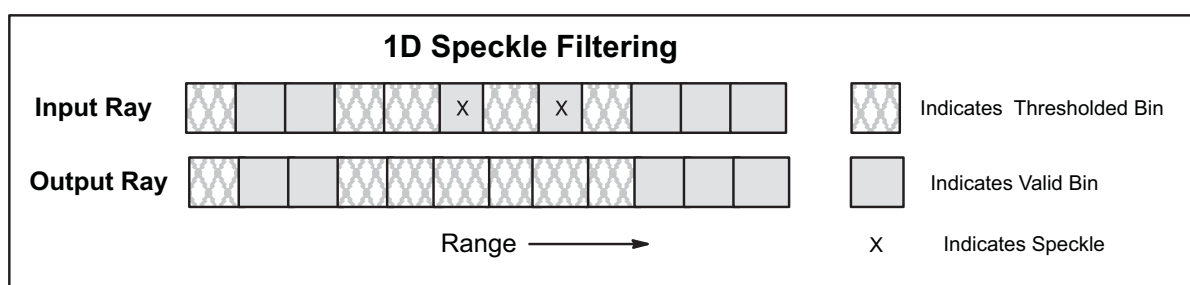 1D Speckle Filtering
Input Ray
X X
Indicates Thresholded Bin
Output Ray
Indicates Valid Bin
Range
X Indicates Speckle